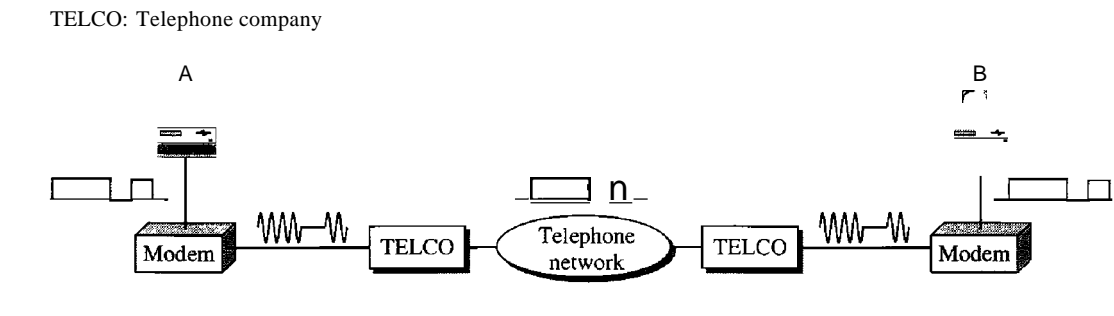 TELCO: Telephone company
A
B
n
Modem
TELCO
Telephone
network
TELCO
Modem